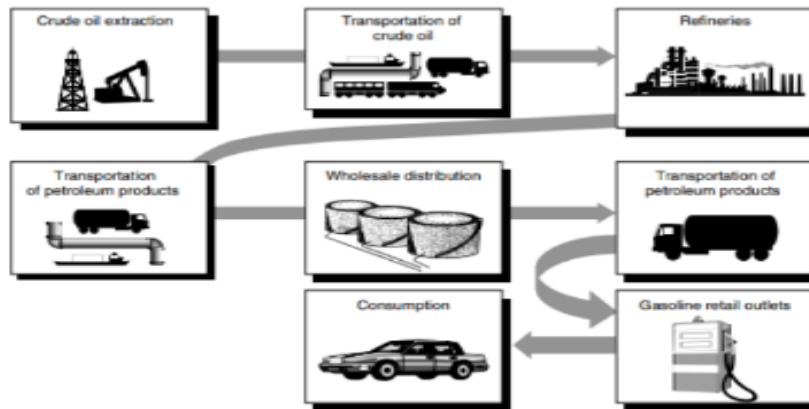 Crude oil extraction
Transportation of
crude oil
Refineries
Transportation
of petroleum products
Wholesale distribution
Transportation of
petroleum products
Consumption
Gasoline retail outlets